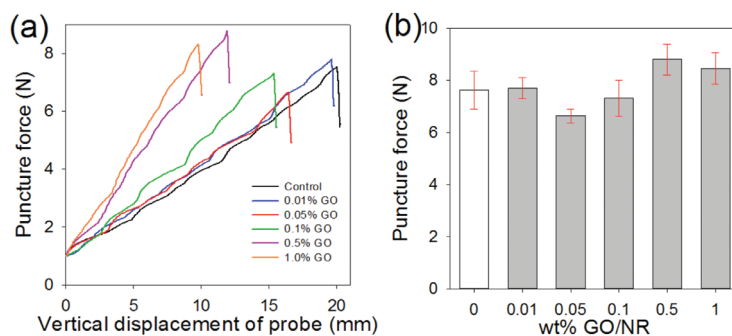 (a)
Puncture force (N)
8
6
4
2
0
0
5
10
15
20
Vertical displacement of probe (mm)
Control
0.01% GO
0.05% GO
0.1% GO
0.5% GO
1.0% GO
(b)
Puncture force (N)
10
8
6
4
2
0
0
0.01
0.05
0.1
0.5
1
wt% GO/NR